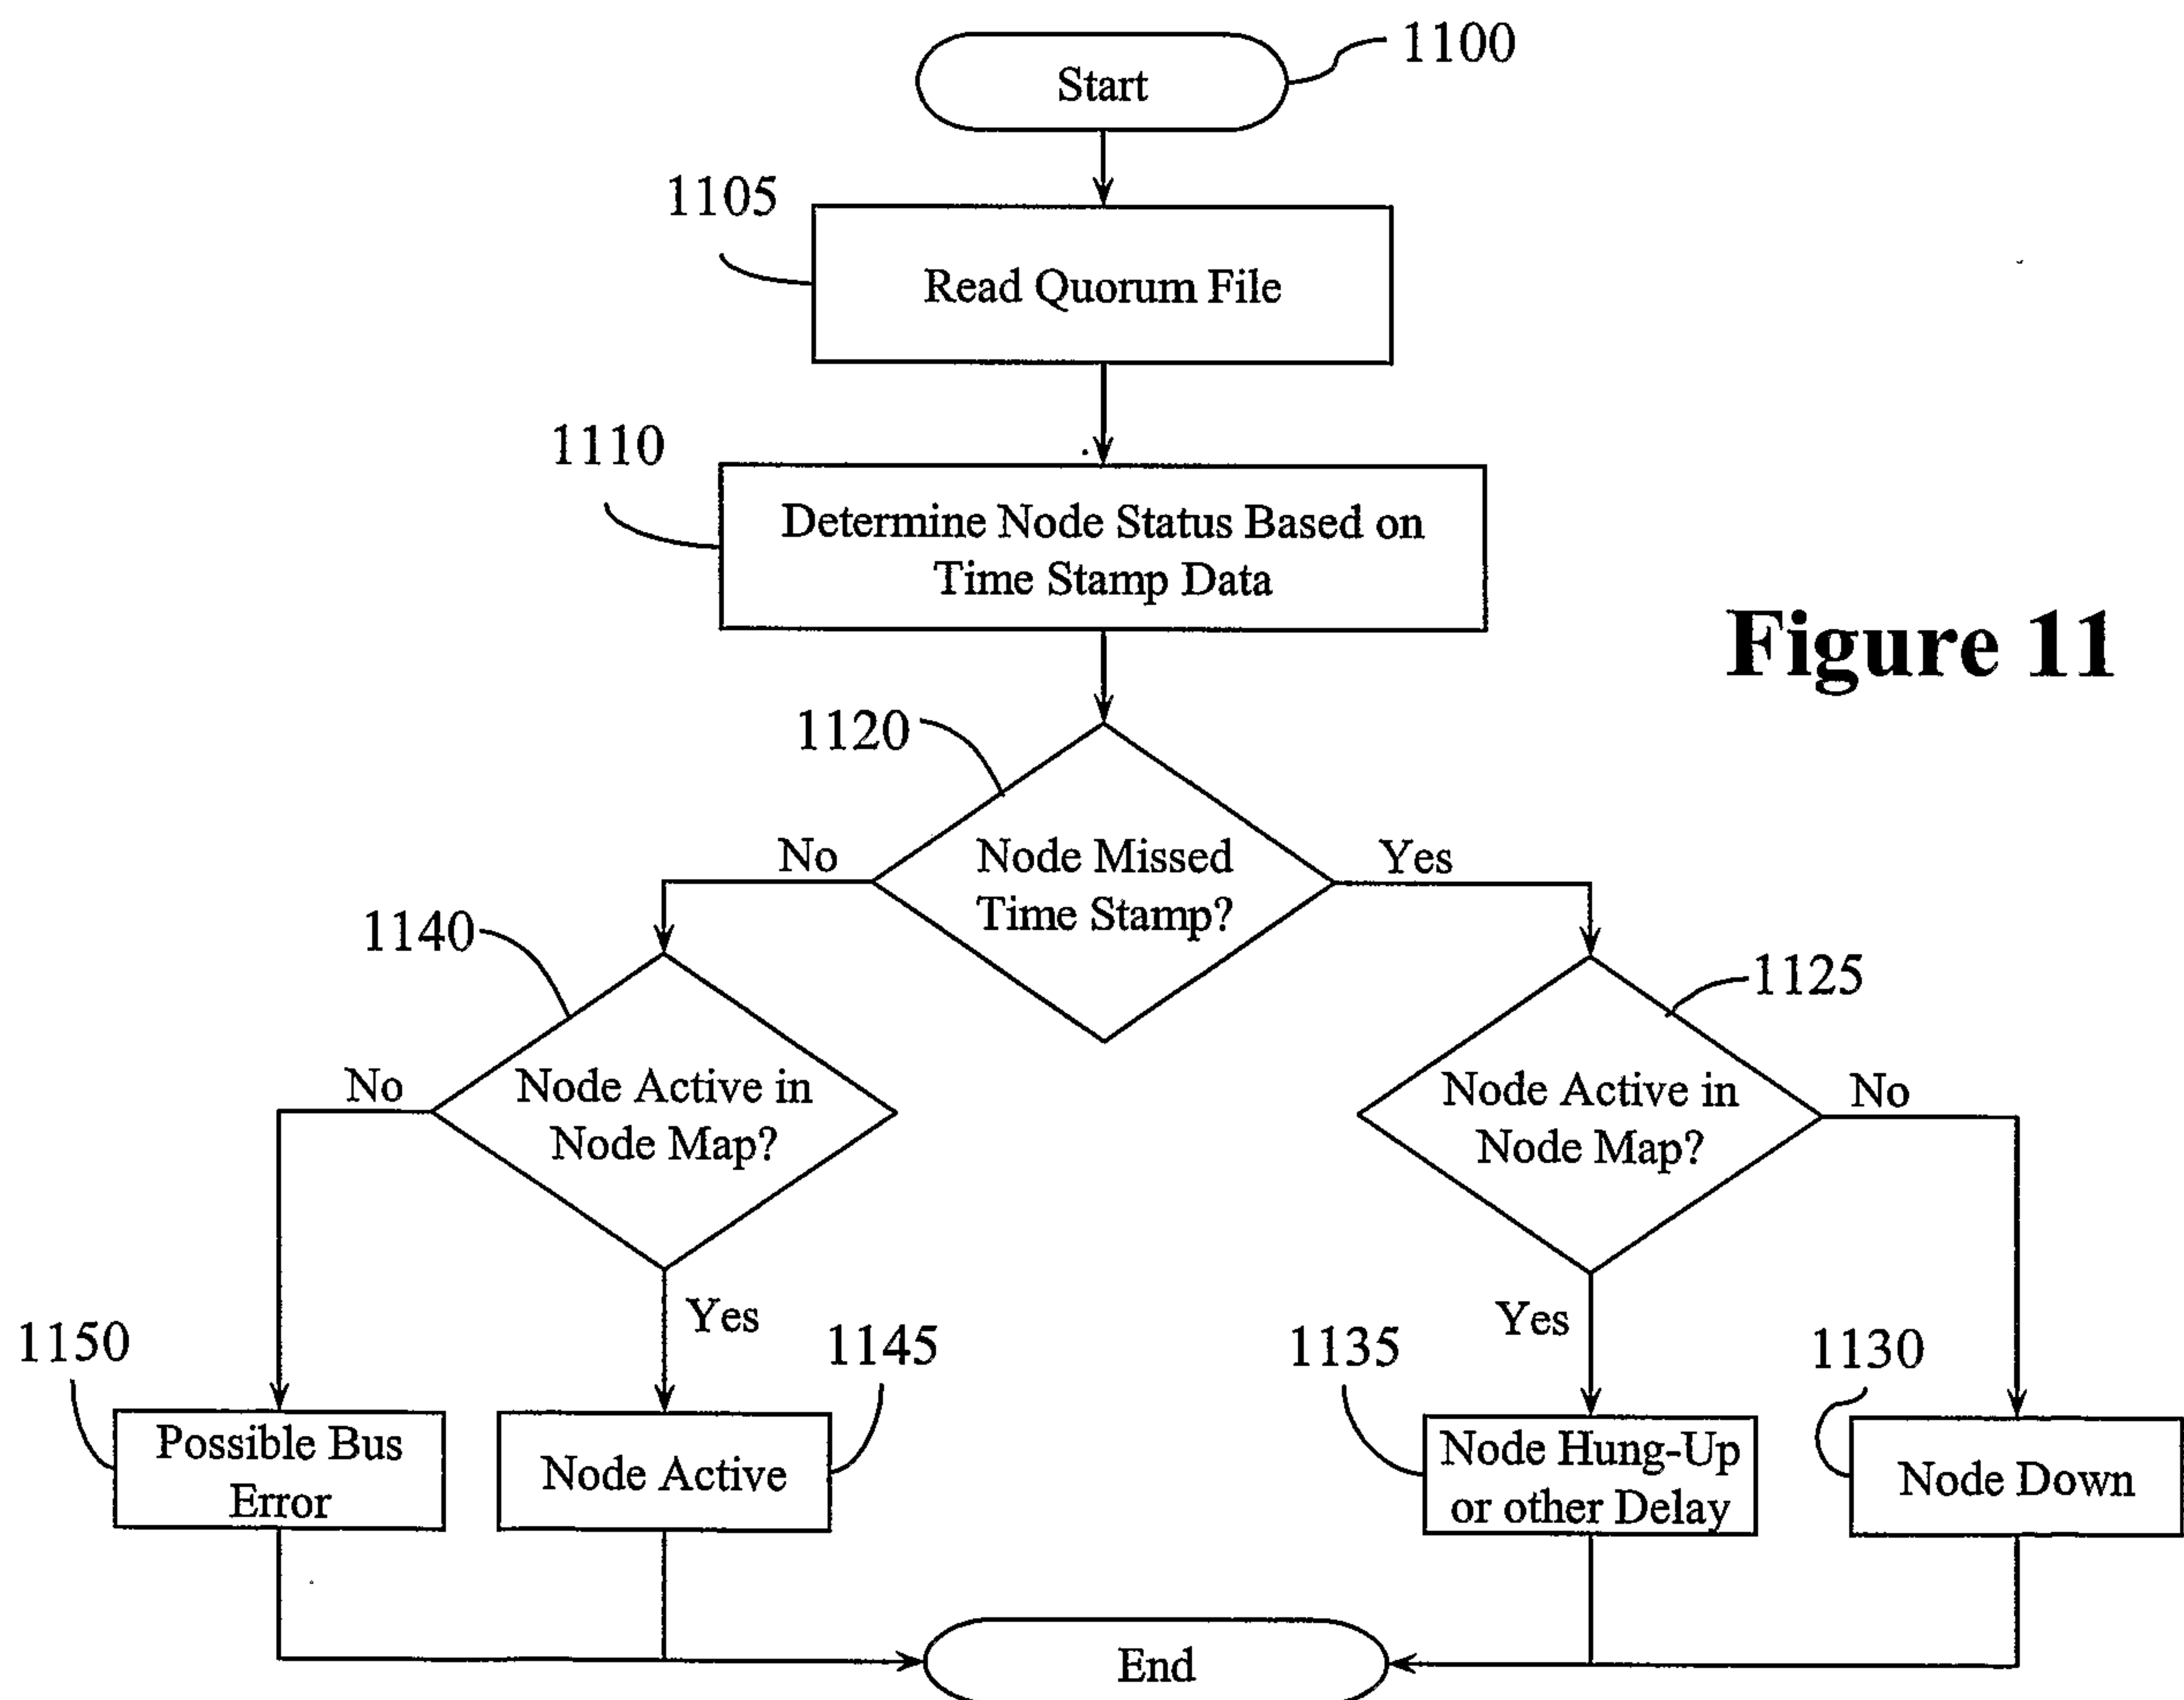 Start
1100
1105
Read Quorum File
1110
Determine Node Status Based on
Time Stamp Data
Figure 11
1120
No
Node Missed
Time Stamp?
Yes
1140
1125
No
Node Active in
Node Map?
Node Active in
Node Map?
No
Yes
Yes
1150
1145
1135
1130
Possible Bus
Error
Node Active
Node Hung-Up
or other Delay
Node Down
End